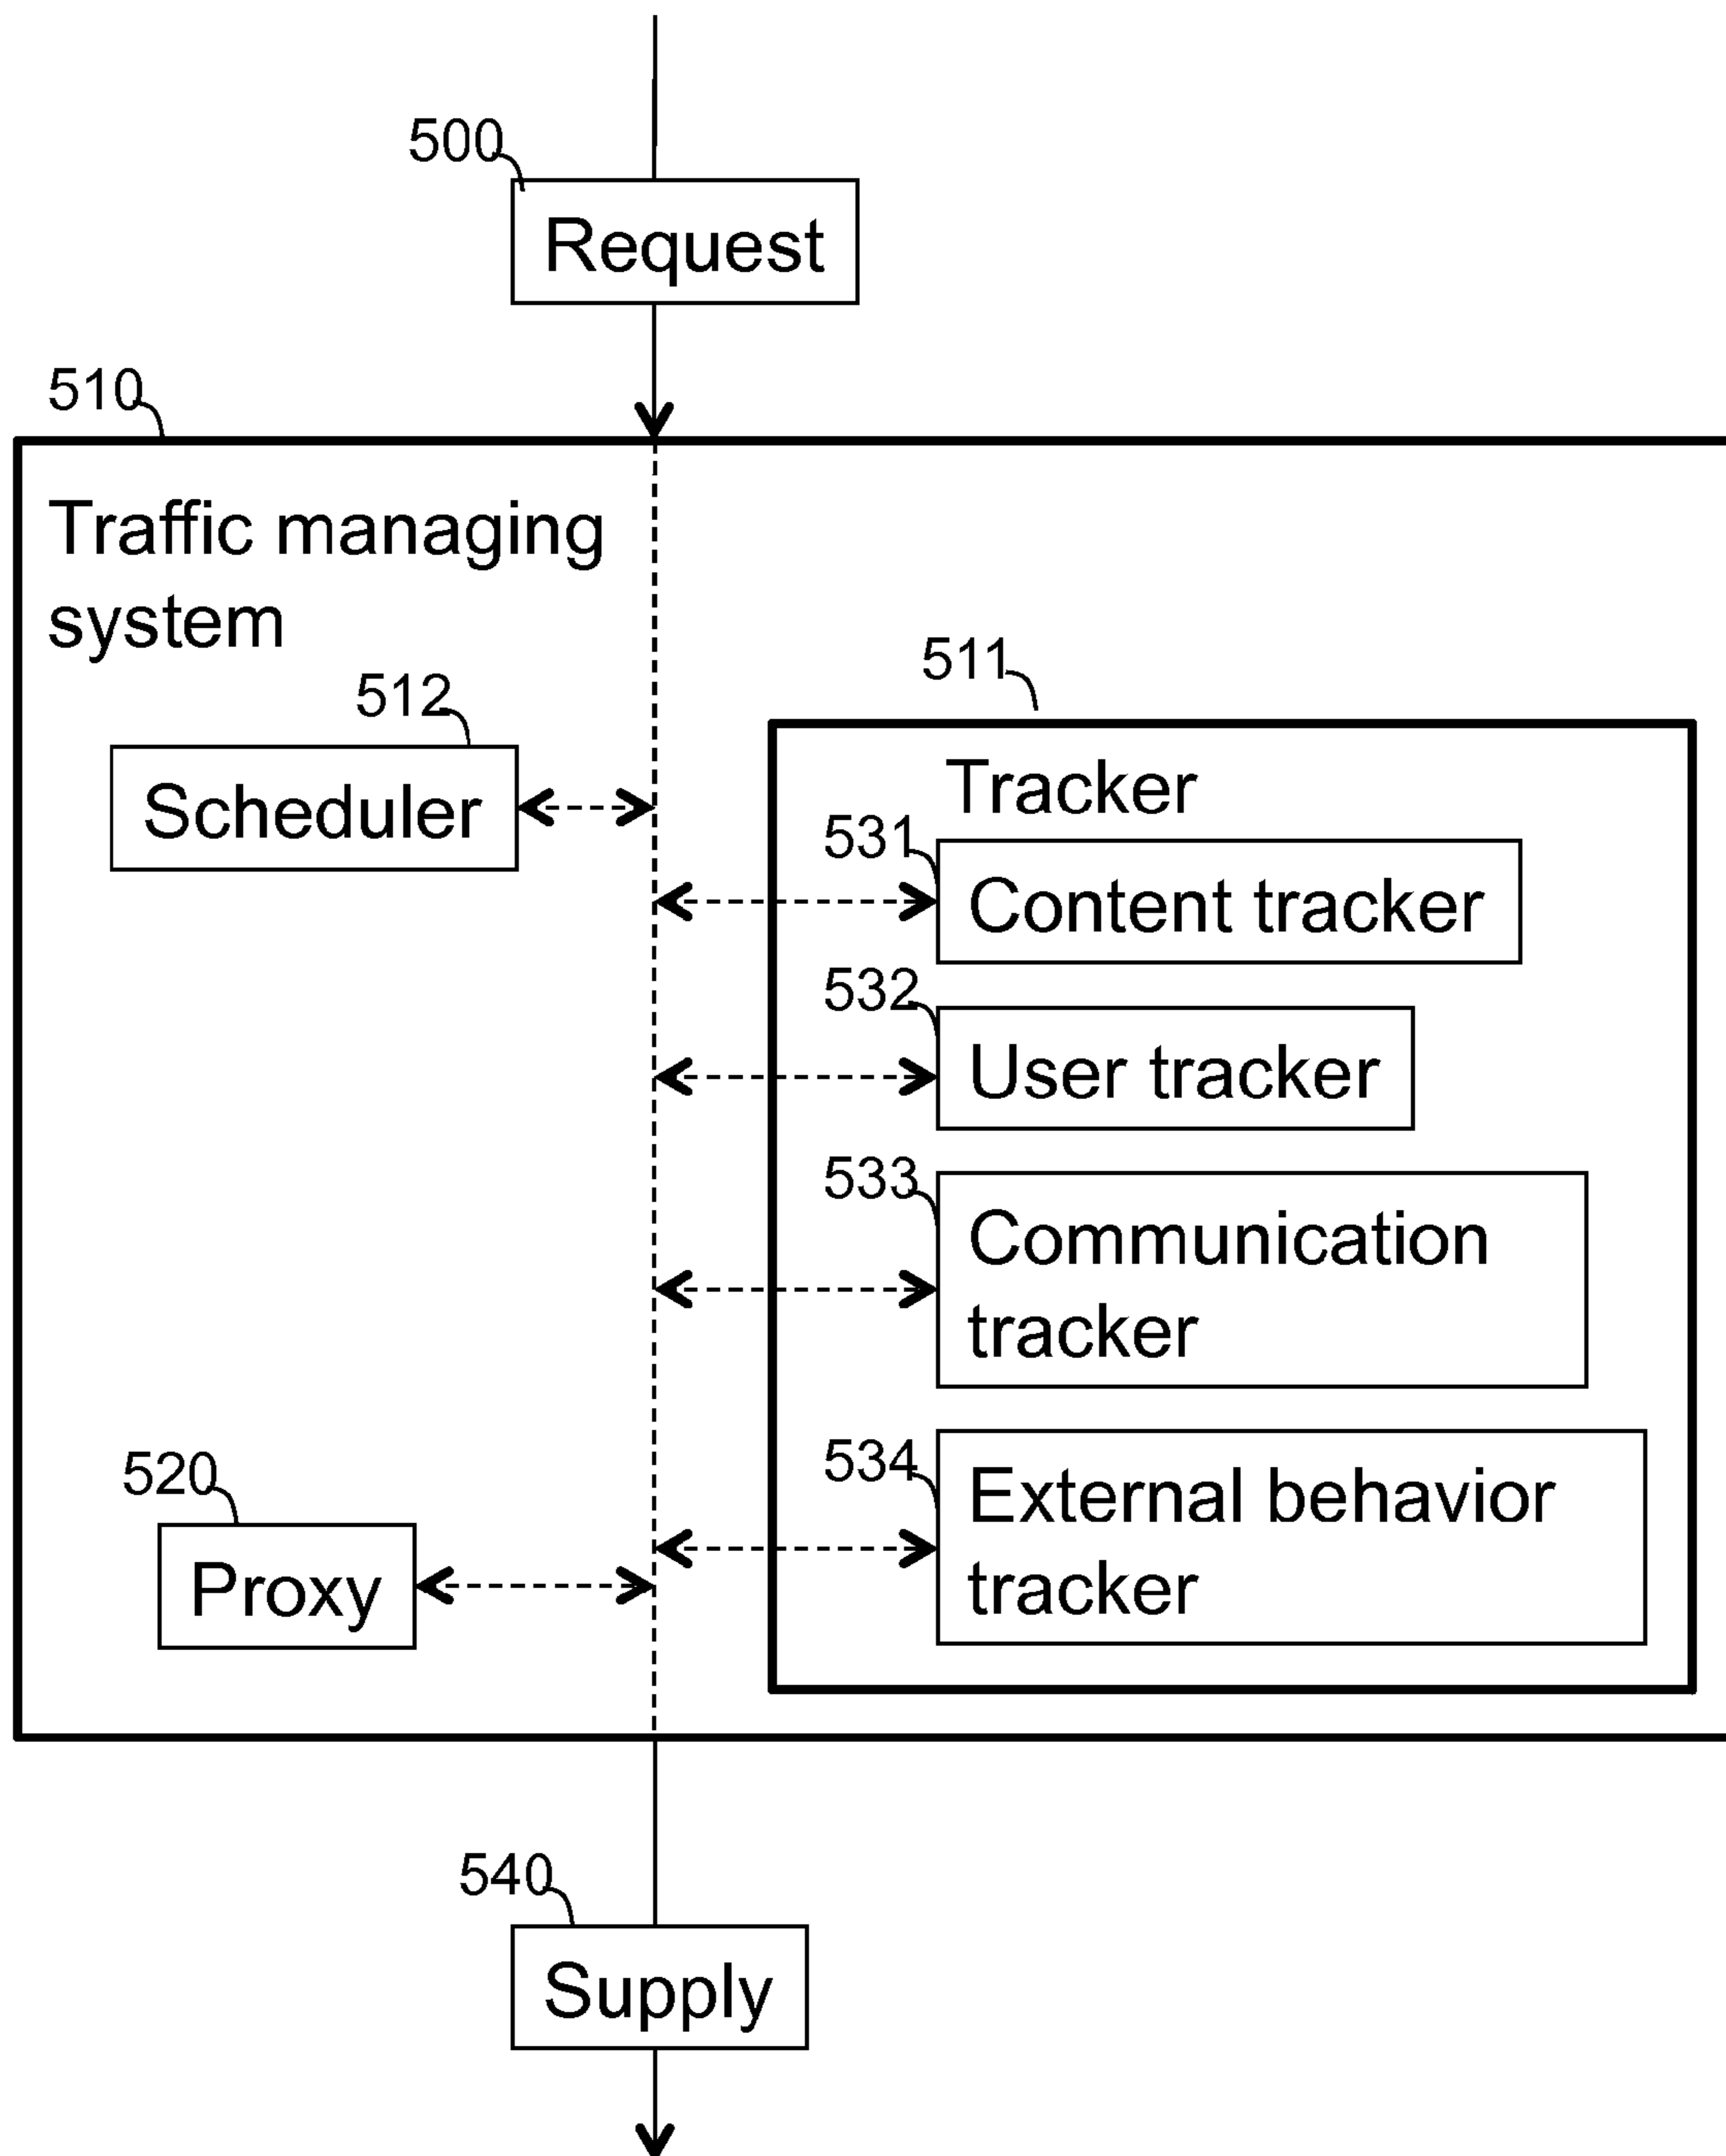 500
Request
510
Traffic managing
system
511
512
Scheduler
Tracker
531
Content tracker
532
User tracker
533
Communication
tracker
534
External behavior
tracker
520
Proxy
540
Supply